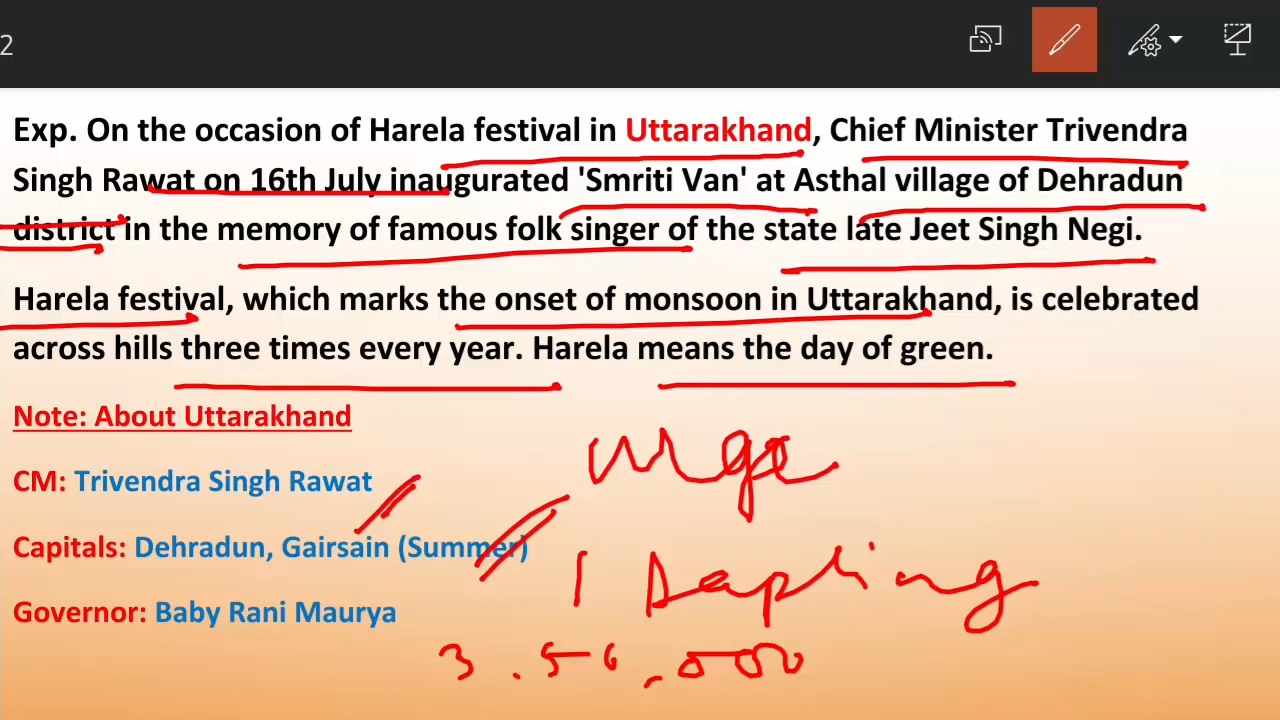 2
Exp. On the occasion of Harela festival in Uttarakhand, Chief Minister Trivendra
Singh Rawat on 16th July inaugurated 'Smriti Van' at Asthal village of Dehradun
district in the memory of famous folk singer of the state late Jeet Singh Negi.
Harela festival, which marks the onset of monsoon in Uttarakhand, is celebrated
across hills three times every year. Harela means the day of green.
Note: About Uttarakhand
CM: Trivendra Singh Rawat
Capitals: Dehradun, Gairsain (Summer)
1 Sapling
Governor: Baby Rani Maurya